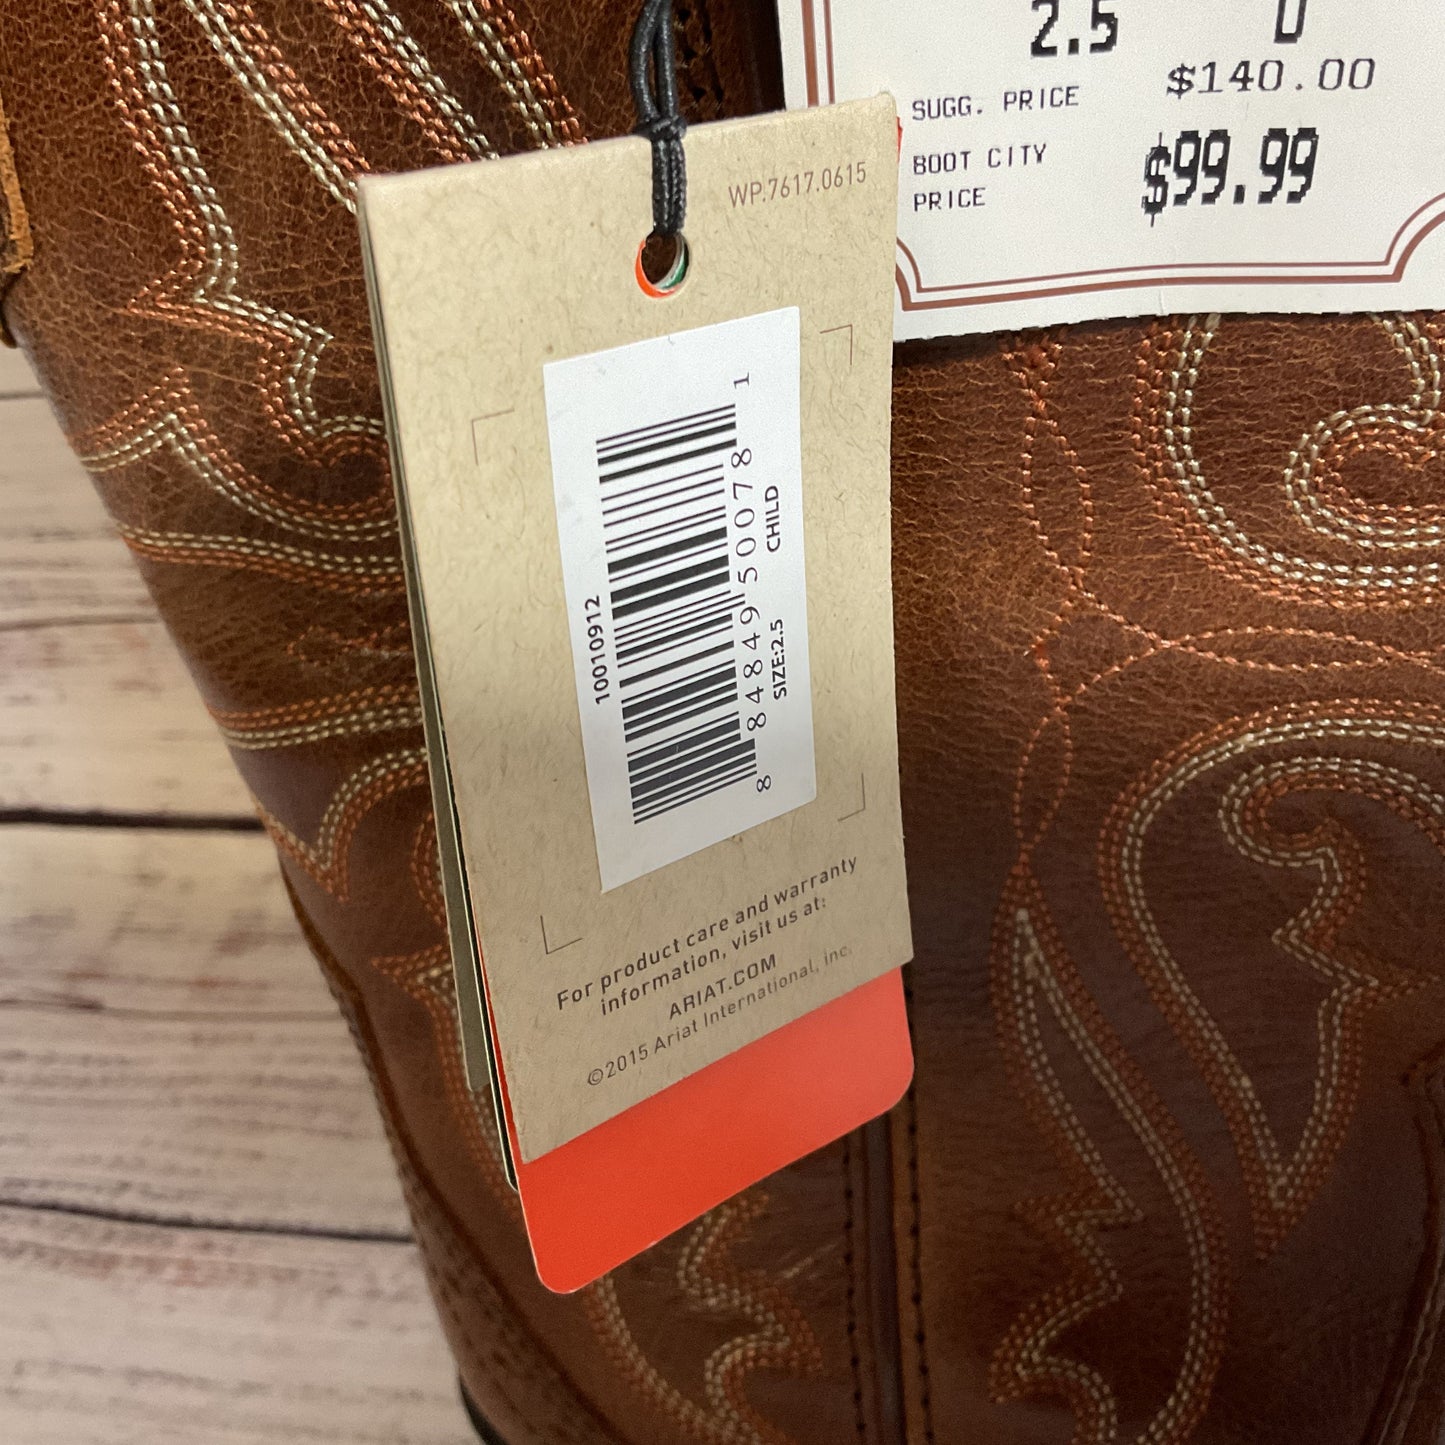 2.5 D
SUGG. PRICE $140.00
BOOT CITY
PRICE $99.99
WP.7617.0615
10010912
8 84849 50078 1
SIZE:2.5 CHILD
For product care and warranty
information, visit us at:
ARIAT.COM
©2015 Ariat International, inc.